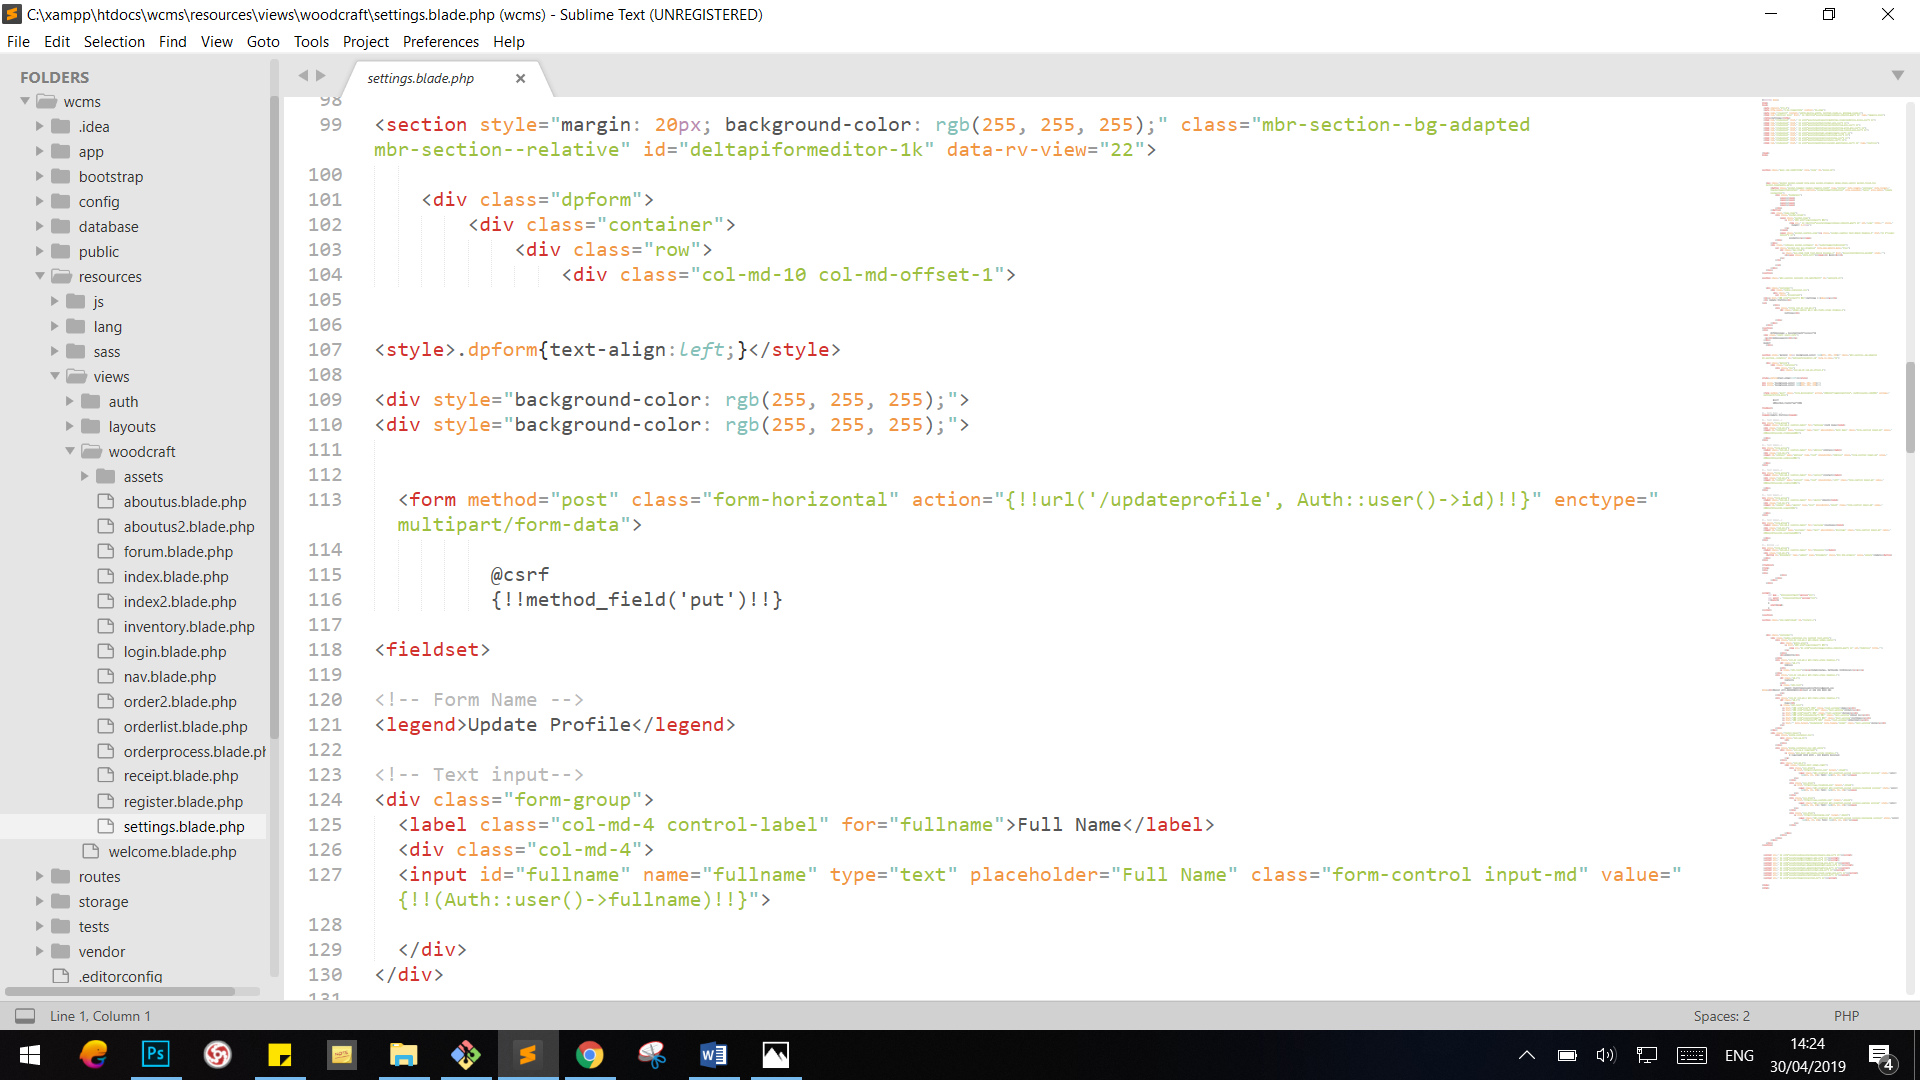 C:\xampp\htdocs\wcms\resources\views\woodcraft\settings.blade.php (wcms) - Sublime Text (UNREGISTERED)
File Edit Selection Find View Goto Tools Project Preferences Help
FOLDERS
wcms
.idea
app
bootstrap
config
database
public
resources
js
lang
sass
views
auth
layouts
woodcraft
assets
aboutus.blade.php
aboutus2.blade.php
forum.blade.php
index.blade.php
index2.blade.php
inventory.blade.php
login.blade.php
nav.blade.php
order2.blade.php
orderlist.blade.php
orderprocess.blade.ph
receipt.blade.php
register.blade.php
settings.blade.php
welcome.blade.php
routes
storage
tests
vendor
.editorconfig
settings.blade.php
98
99 <section style="margin: 20px; background-color: rgb(255, 255, 255);" class="mbr-section--bg-adapted
mbr-section--relative" id="deltapiformeditor-1k" data-rv-view="22">
100
101 <div class="dpform">
102 <div class="container">
103 <div class="row">
104 <div class="col-md-10 col-md-offset-1">
105
106
107 <style>.dpform{text-align:left;}</style>
108
109 <div style="background-color: rgb(255, 255, 255);">
110 <div style="background-color: rgb(255, 255, 255);">
111
112
113 <form method="post" class="form-horizontal" action="{!!url('/updateprofile', Auth::user()->id)!!}" enctype="
multipart/form-data">
114
115 @csrf
116 {!!method_field('put')!!}
117
118 <fieldset>
119
120 <!-- Form Name -->
121 <legend>Update Profile</legend>
122
123 <!-- Text input-->
124 <div class="form-group">
125 <label class="col-md-4 control-label" for="fullname">Full Name</label>
126 <div class="col-md-4">
127 <input id="fullname" name="fullname" type="text" placeholder="Full Name" class="form-control input-md" value="
{!!(Auth::user()->fullname)!!}">
128
129 </div>
130 </div>
131
Line 1, Column 1
Spaces: 2
PHP
Ps
ENG
14:24
30/04/2019
4